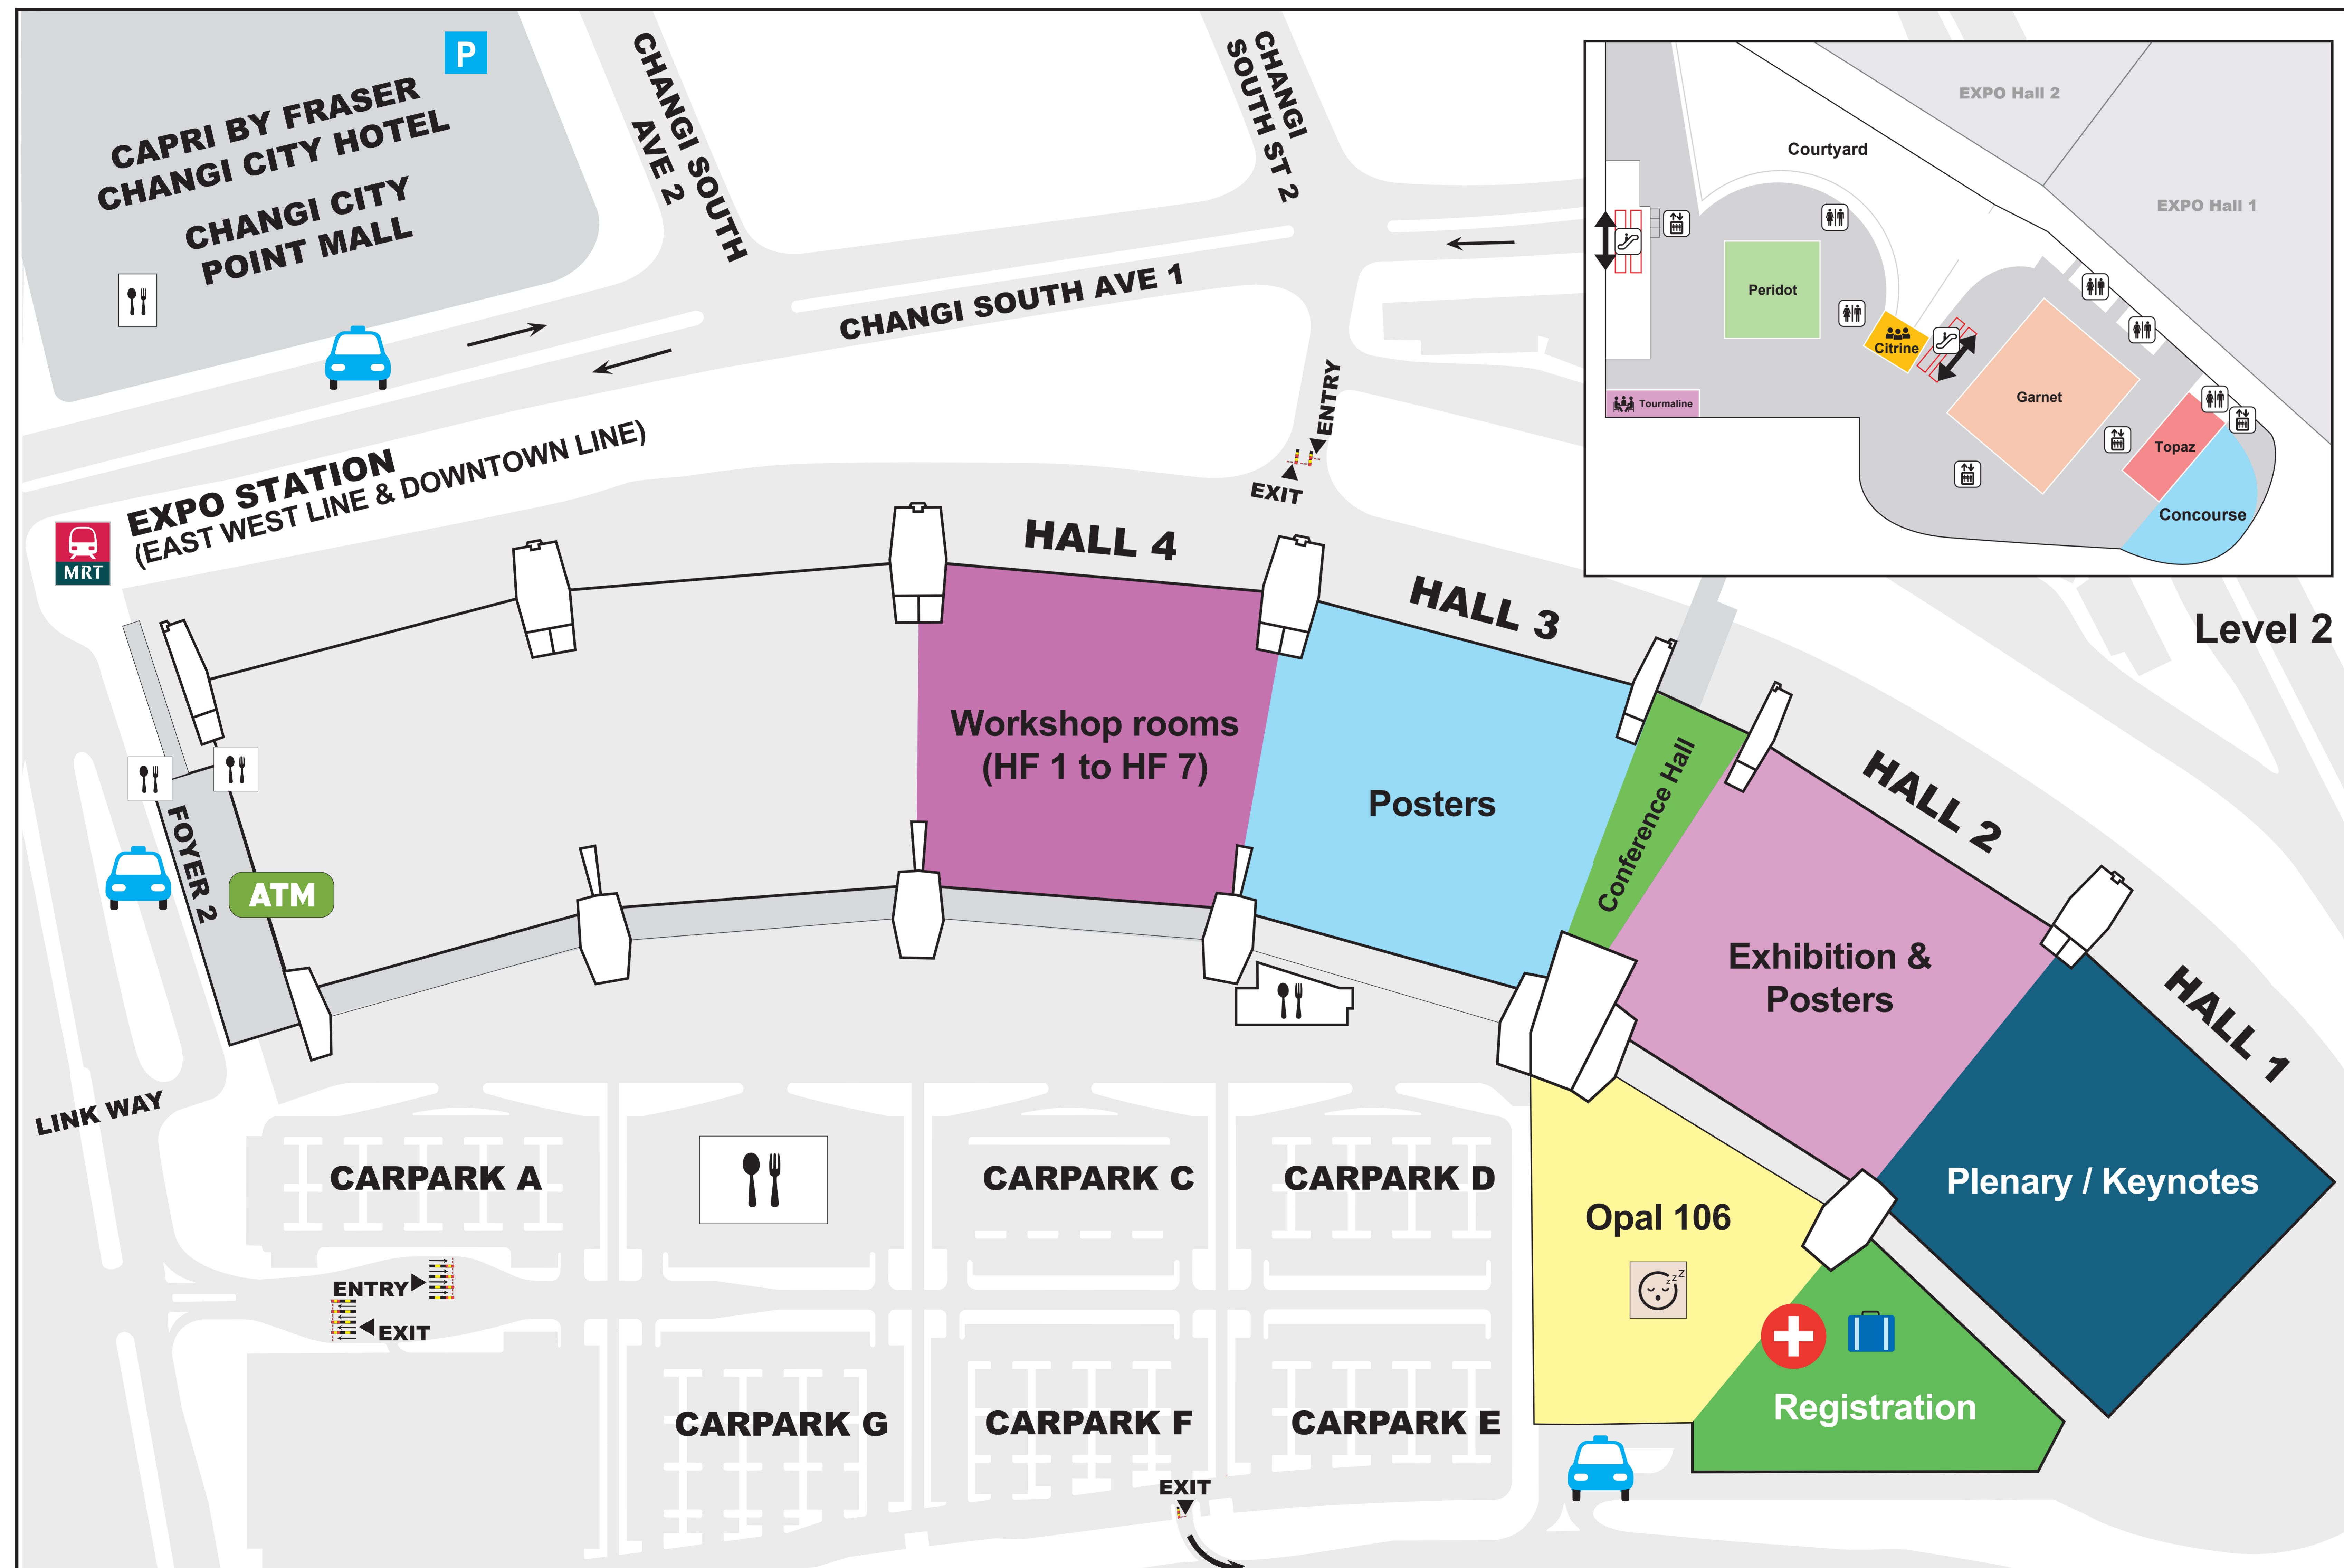 P
CAPRI BY FRASER
CHANGI CITY HOTEL
CHANGI CITY
POINT MALL
CHANGI SOUTH
AVE 2
CHANGI
SOUTH ST 2
CHANGI SOUTH AVE 1
EXPO Hall 2
Courtyard
EXPO Hall 1
Peridot
Citrine
Garnet
Tourmaline
Topaz
Concourse
Level 2
ENTRY
EXIT
EXPO STATION
(EAST WEST LINE & DOWNTOWN LINE)
MRT
HALL 4
HALL 3
HALL 2
HALL 1
Workshop rooms
(HF 1 to HF 7)
Posters
Conference Hall
Exhibition &
Posters
Plenary / Keynotes
FOYER 2
ATM
LINK WAY
CARPARK A
CARPARK C
CARPARK D
Opal 106
zzz
ENTRY
EXIT
Registration
CARPARK G
CARPARK F
CARPARK E
EXIT